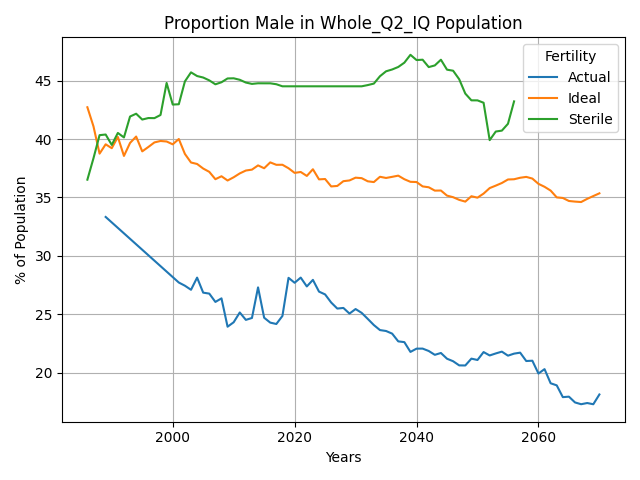 Proportion Male in Whole_Q2_IQ Population
% of Population
45
40
35
30
25
20
2000
2020
2040
2060
Years
Fertility
Actual
Ideal
Sterile